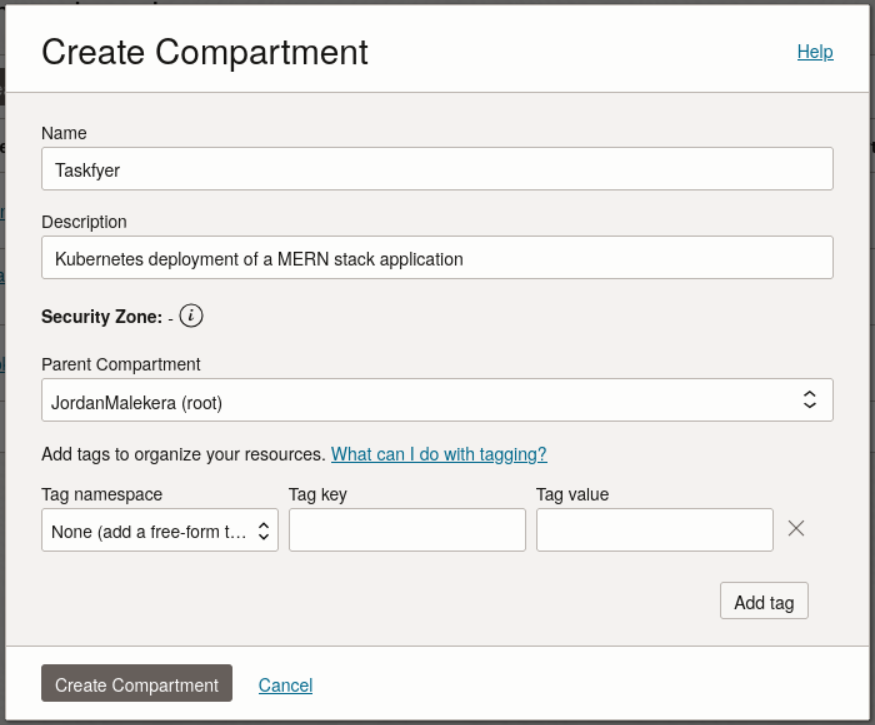 Create Compartment
Help
Name
Taskfyer
Description
Kubernetes deployment of a MERN stack application
Security Zone: - i
Parent Compartment
JordanMalekera (root)
Add tags to organize your resources. What can I do with tagging?
Tag namespace Tag key Tag value
None (add a free-form t...
Add tag
Create Compartment Cancel